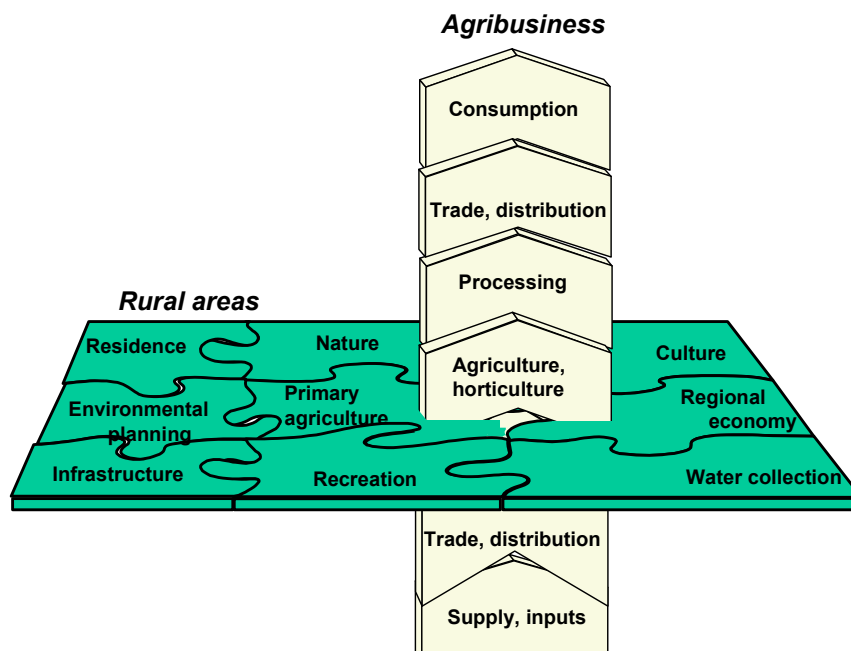 Agribusiness
Consumption
Trade, distribution
Processing
Rural areas
Residence
Nature
Agriculture,
horticulture
Culture
Environmental
planning
Primary
agriculture
Regional
economy
Infrastructure
Recreation
Water collection
Trade, distribution
Supply, inputs